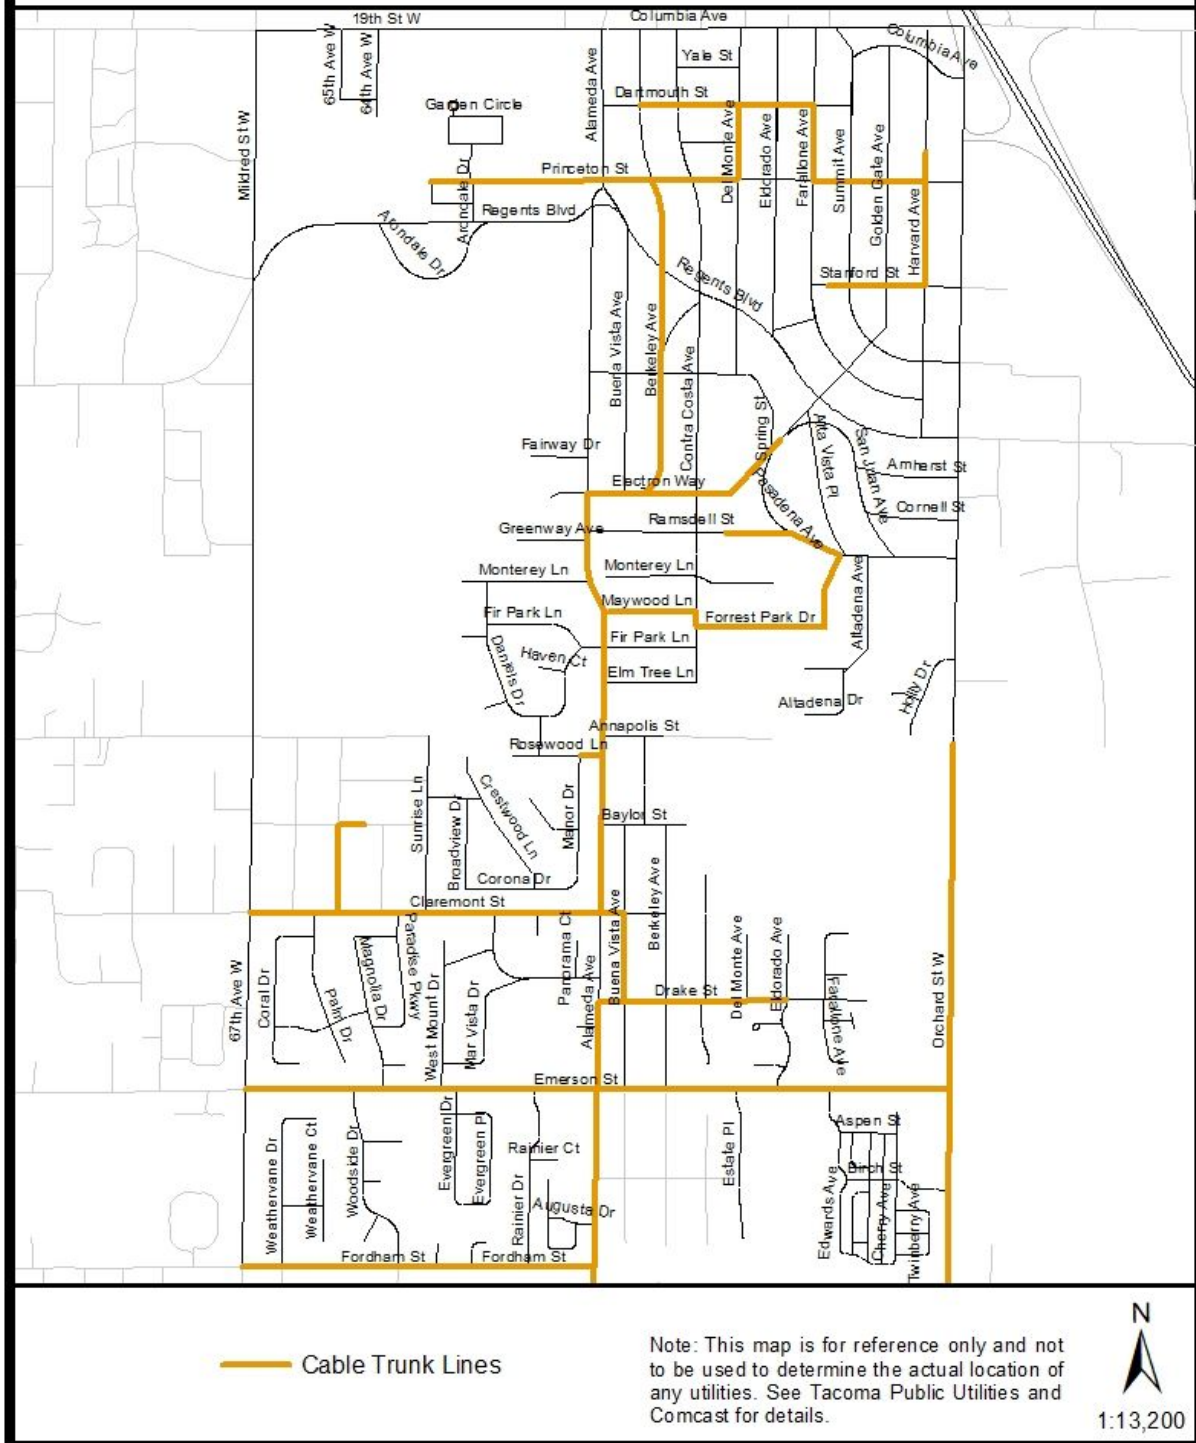 19th St W
Columbia Ave
Columbia Ave
65th Ave W
64th Ave W
Alameda Ave
Yale St
Dartmouth St
Garden Circle
Mildred St W
Del Monte Ave
Eldorado Ave
Farallone Ave
Summit Ave
Golden Gate Ave
Harvard Ave
Princeton St
Arondale Dr
Regents Blvd
Arondale Dr
Stanford St
Regents Blvd
Buena Vista Ave
Berkeley Ave
Contra Costa Ave
Spring St
Alta Vista Pl
San Juan Ave
Fairway Dr
Amherst St
Electron Way
Pasadena Ave
Cornell St
Greenway Ave
Ramsdell St
Monterey Ln
Monterey Ln
Altadena Ave
Maywood Ln
Fir Park Ln
Forrest Park Dr
Fir Park Ln
Daniels Dr
Haven Ct
Elm Tree Ln
Holly Dr
Altadena Dr
Annapolis St
Rosewood Ln
Sunrise Ln
Broadview Dr
Crestwood Ln
Manor Dr
Baylor St
Corona Dr
Claremont St
Buena Vista Ave
Berkeley Ave
Panorama Ct
Paradise Pkwy
Magnolia Dr
Del Monte Ave
Eldorado Ave
67th Ave W
Coral Dr
Palm Dr
West Mount Dr
Mar Vista Dr
Alameda Ave
Drake St
Farallone Ave
Orchard St W
Emerson St
Evergreen Dr
Evergreen Pl
Aspen St
Weathervane Dr
Weathervane Ct
Woodside Dr
Rainier Ct
Estate Pl
Birch St
Rainier Dr
Augusta Dr
Edwards Ave
Cherry Ave
Twinberry Ave
Fordham St
Fordham St
Cable Trunk Lines
Note: This map is for reference only and not
to be used to determine the actual location of
any utilities. See Tacoma Public Utilities and
Comcast for details.
N
1:13,200